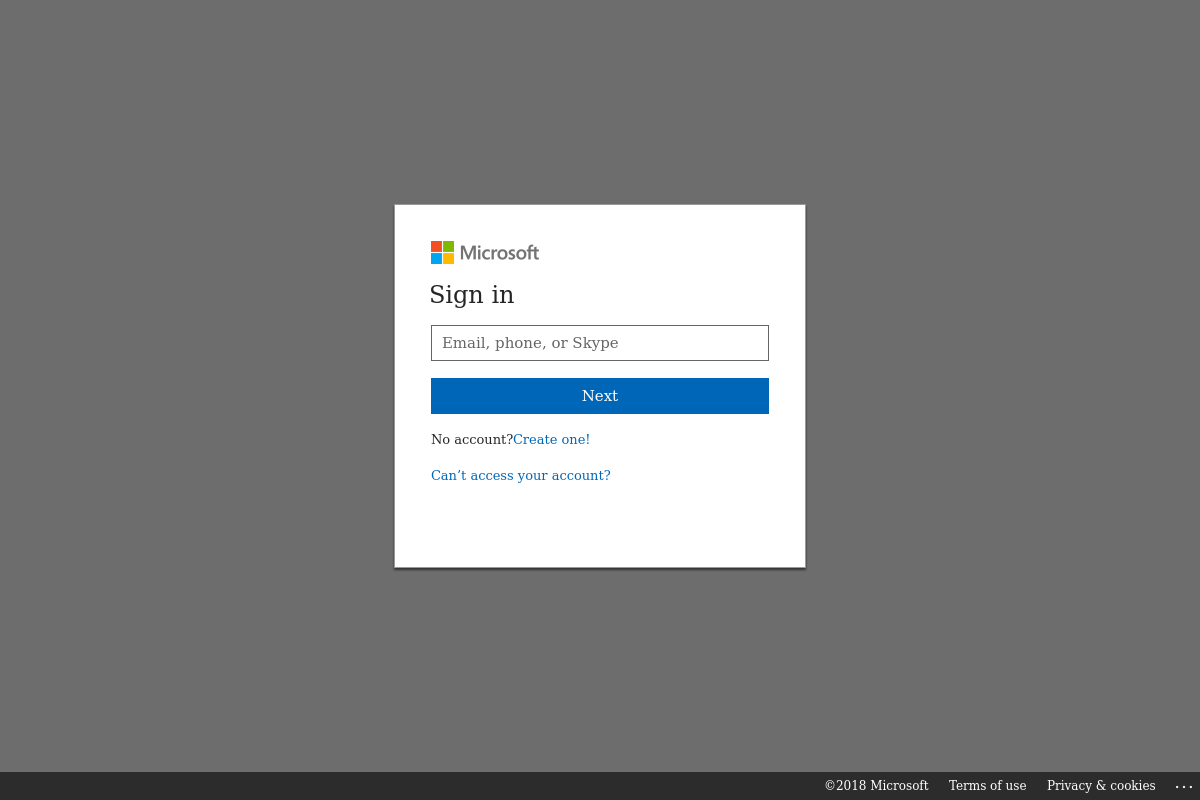 Microsoft
Sign in
Email, phone, or Skype
Next
No account?Create one!
Can’t access your account?
©2018 Microsoft Terms of use Privacy & cookies ...